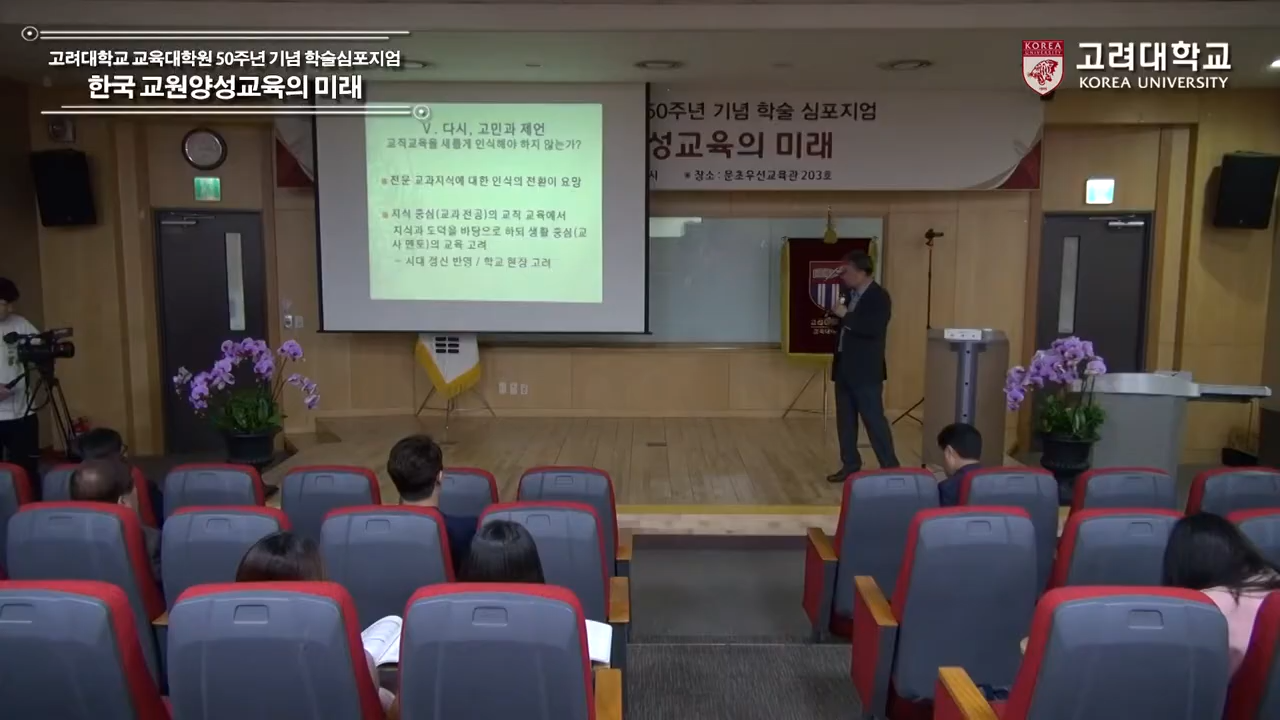 고려대학교 교육대학원 50주년 기념 학술심포지엄
한국 교원양성교육의 미래
KOREA
UNIVERSITY
고려대학교
KOREA UNIVERSITY
50주년 기념 학술 심포지엄
성교육의 미래
시 ※ 장소 : 운초우선교육관 203호
Ⅴ. 다시, 고민과 제언
교직교육을 새롭게 인식해야 하지 않는가?
전문 교과지식에 대한 인식의 전환이 요망
지식 중심(교과 전공)의 교직 교육에서
지식과 도덕을 바탕으로 하되 생활 중심(교
사 멘토)의 교육 고려
– 시대 정신 반영 / 학교 현장 고려